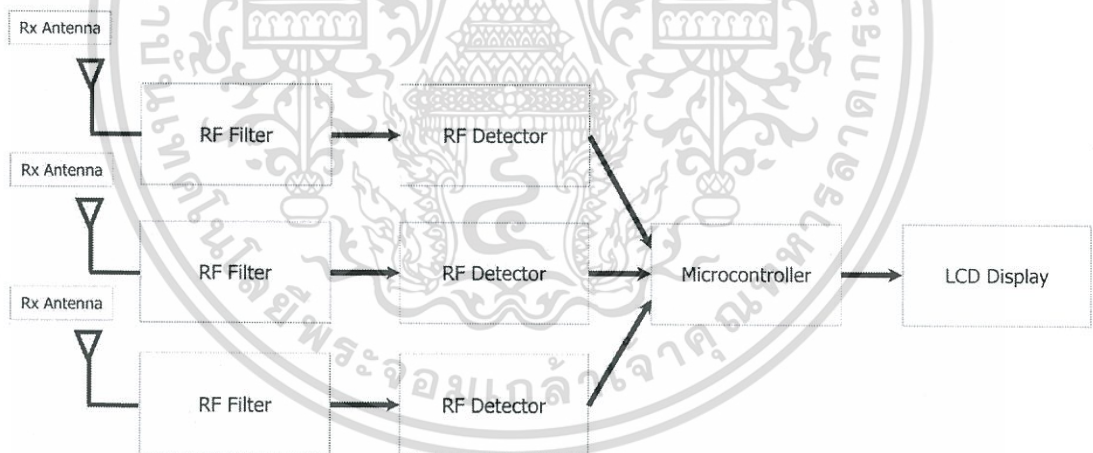 Rx Antenna
RF Filter
RF Detector
Rx Antenna
RF Filter
RF Detector
Microcontroller
LCD Display
Rx Antenna
RF Filter
RF Detector